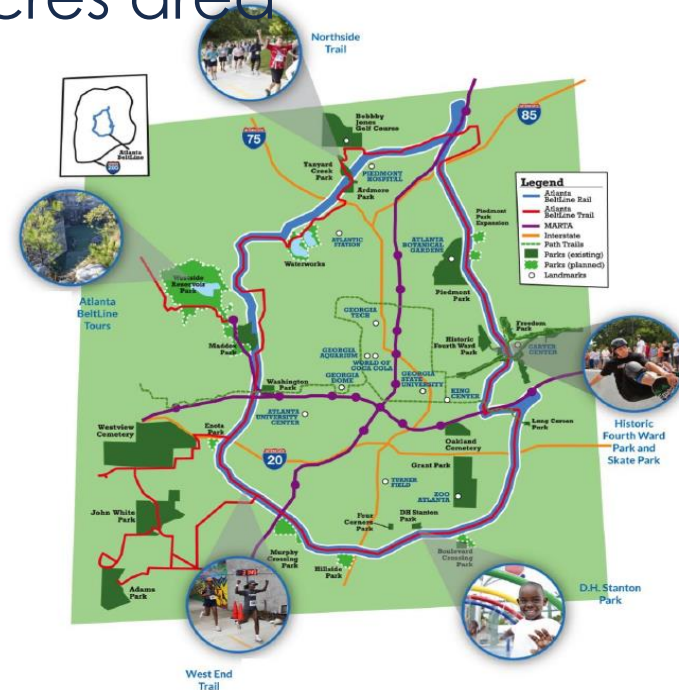 cres area
Northside
Trail
75
85
Bobbby
Jones
Golf Course
Tanyard
Creek
Park
PIEDMONT
HOSPITAL
Ardmore
Park
Atlanta
BeltLine
Legend
Atlanta
BeltLine Rail
Atlanta
BeltLine Trail
MARTA
Interstate
Path Trails
Parks (existing)
Parks (planned)
Landmarks
Piedmont
Park
Expansion
ATLANTIC
STATION
ATLANTA
BOTANICAL
GARDENS
Waterworks
Westside
Reservoir
Park
Piedmont
Park
Atlanta
BeltLine
Tours
GEORGIA
TECH
Freedom
Park
Historic
Fourth Ward
Park
CARTER
CENTER
Maddox
Park
GEORGIA
AQUARIUM
WORLD OF
COCA COLA
GEORGIA
DOME
GEORGIA
STATE
UNIVERSITY
KING
CENTER
Washington
Park
ATLANTA
UNIVERSITY
CENTER
Historic
Fourth Ward
Park and
Skate Park
Westview
Cemetery
Enota
Park
Lang Carson
Park
Oakland
Cemetery
20
Grant Park
TURNER
FIELD
ZOO
ATLANTA
John White
Park
Four
Corners
Park
DH Stanton
Park
Boulevard
Crossing
Park
Murphy
Crossing
Park
Hillside
Park
Adams
Park
D.H. Stanton
Park
West End
Trail